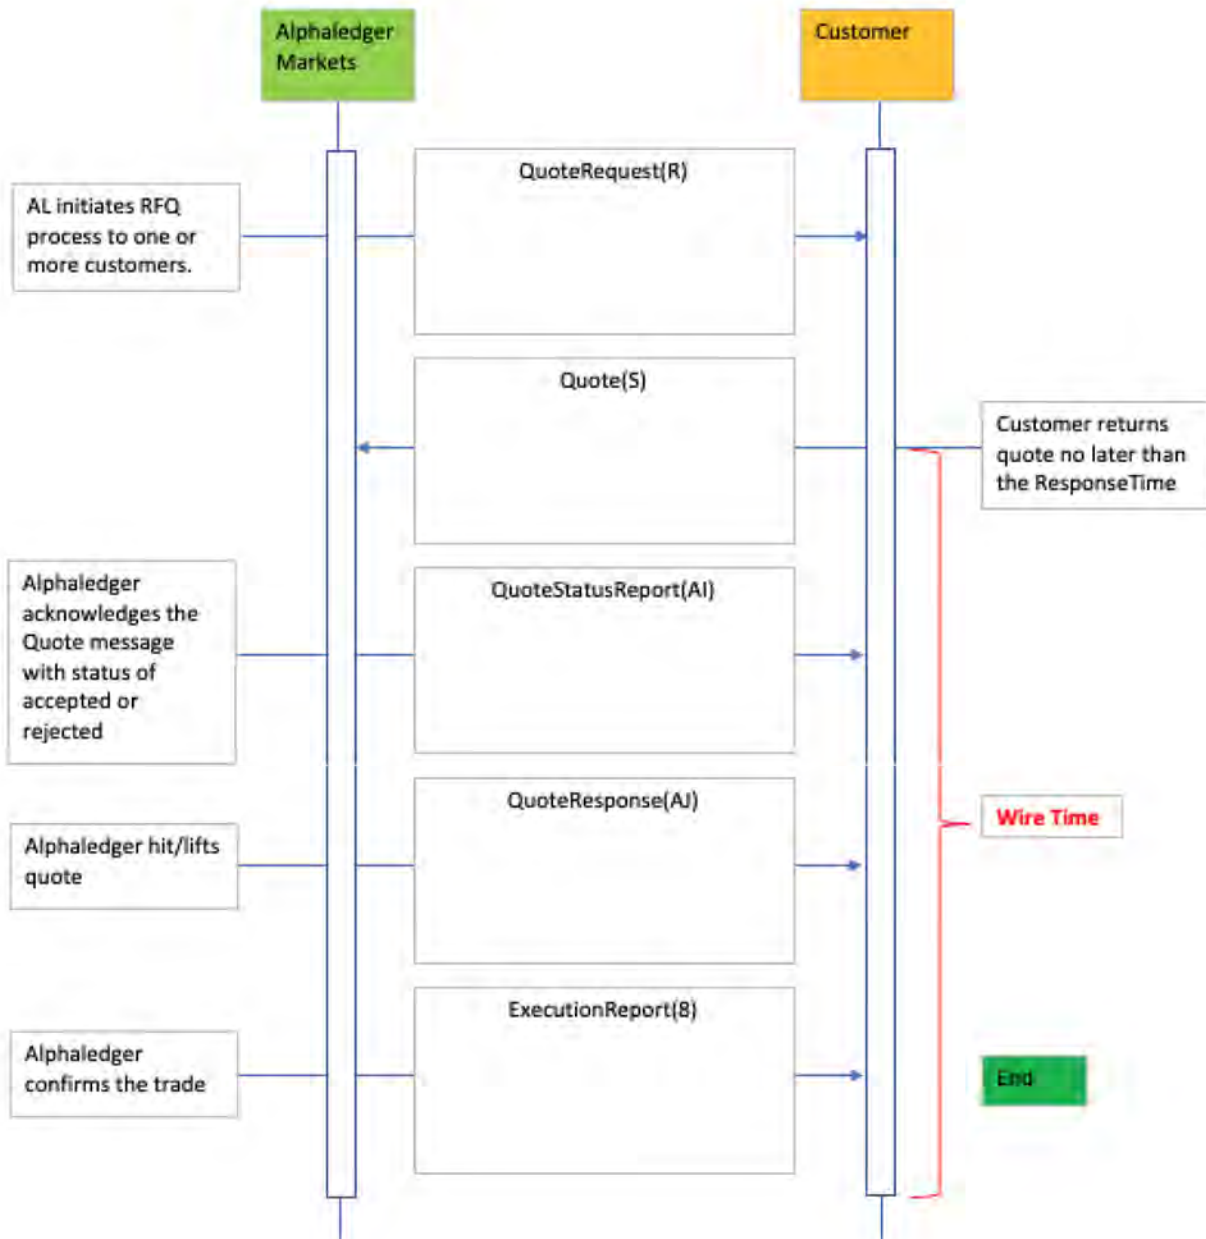 Alphaledger
Markets
Customer
QuoteRequest(R)
AL initiates RFQ
process to one or
more customers.
Quote(S)
Customer returns
quote no later than
the ResponseTime
Alphaledger
acknowledges the
Quote message
with status of
accepted or
rejected
QuoteStatusReport(AI)
QuoteResponse(AJ)
Alphaledger hit/lifts
quote
Wire Time
ExecutionReport(8)
Alphaledger
confirms the trade
End